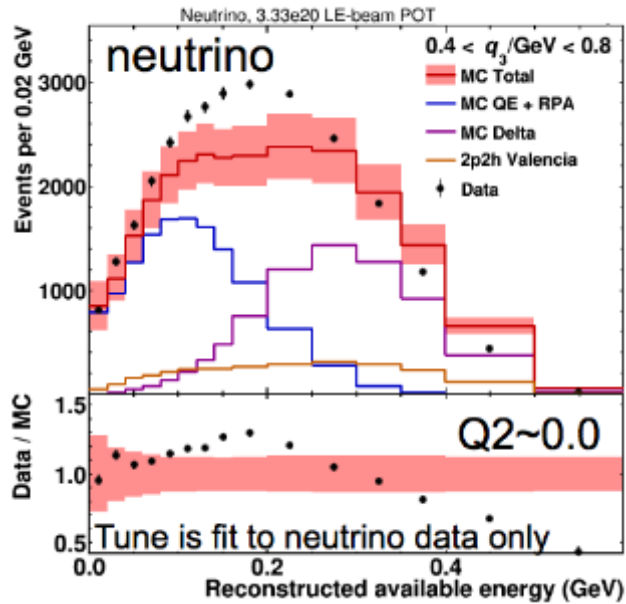 Neutrino, 3.33e20 LE-beam POT
neutrino
0.4 < q3/GeV < 0.8
MC Total
MC QE + RPA
MC Delta
2p2h Valencia
Data
Events per 0.02 GeV
3000
2000
1000
Data / MC
1.5
1.0
0.5
Q2~0.0
Tune is fit to neutrino data only
0.0 0.2 0.4
Reconstructed available energy (GeV)